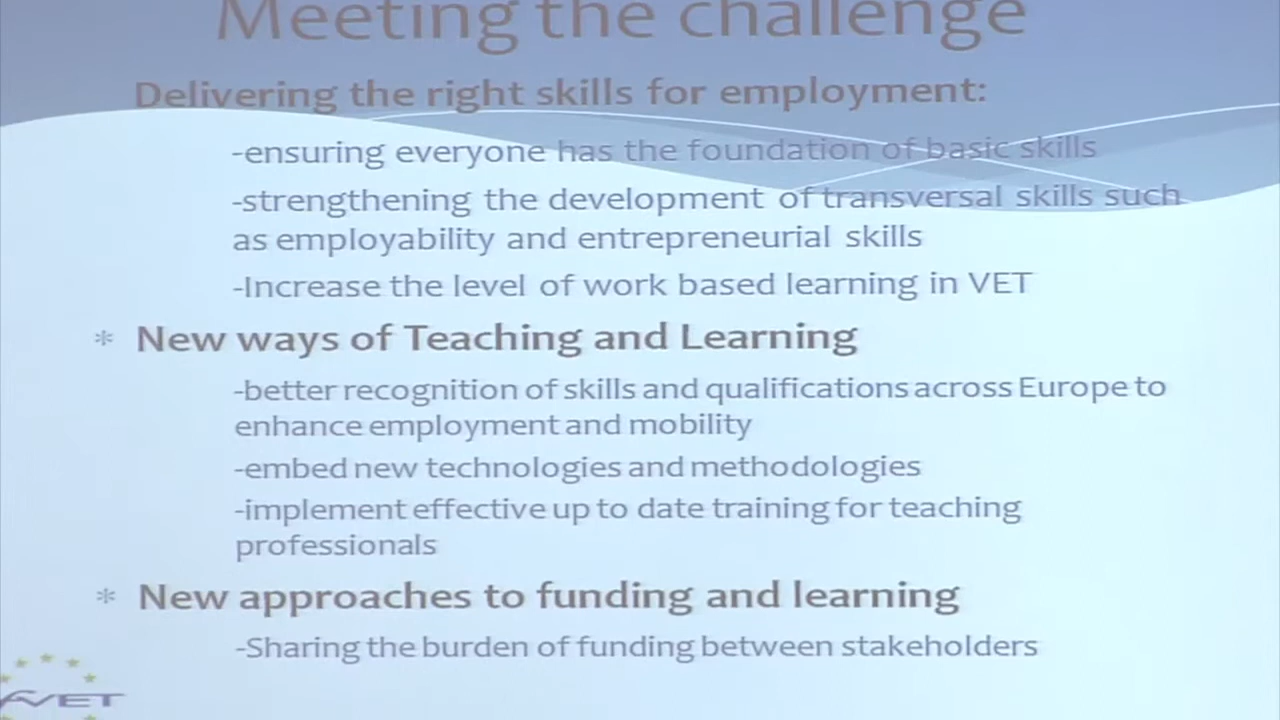 Meeting the challenge
Delivering the right skills for employment:
-ensuring everyone has the foundation of basic skills
-strengthening the development of transversal skills such
as employability and entrepreneurial skills
-Increase the level of work based learning in VET
* New ways of Teaching and Learning
-better recognition of skills and qualifications across Europe to
enhance employment and mobility
-embed new technologies and methodologies
-implement effective up to date training for teaching
professionals
* New approaches to funding and learning
-Sharing the burden of funding between stakeholders